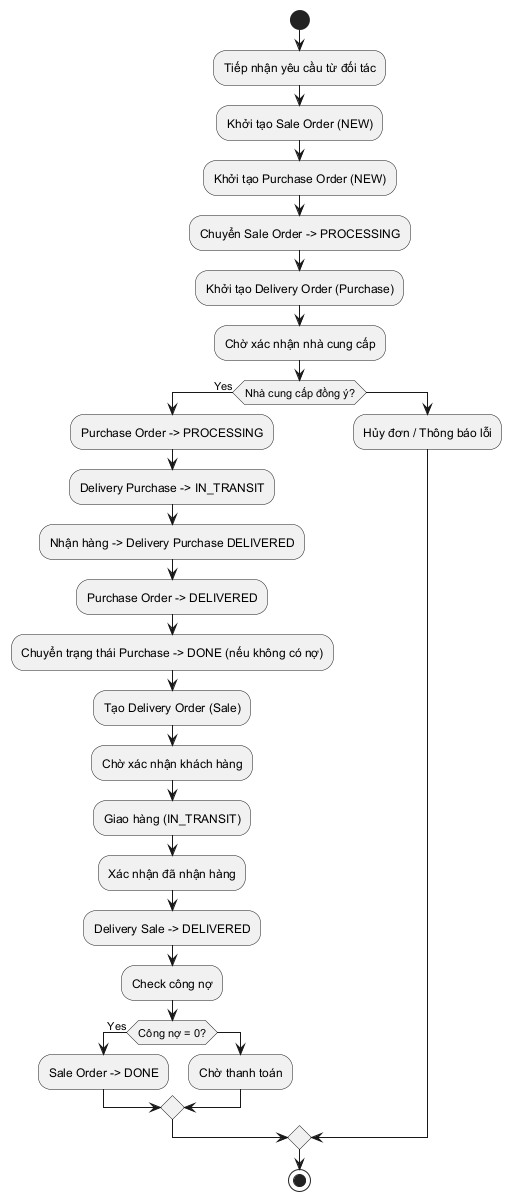 Tiếp nhận yêu cầu từ đối tác
Khởi tạo Sale Order (NEW)
Khởi tạo Purchase Order (NEW)
Chuyển Sale Order -> PROCESSING
Khởi tạo Delivery Order (Purchase)
Chờ xác nhận nhà cung cấp
Nhà cung cấp đồng ý?
Yes
Purchase Order -> PROCESSING
Hủy đơn / Thông báo lỗi
Delivery Purchase -> IN_TRANSIT
Nhận hàng -> Delivery Purchase DELIVERED
Purchase Order -> DELIVERED
Chuyển trạng thái Purchase -> DONE (nếu không có nợ)
Tạo Delivery Order (Sale)
Chờ xác nhận khách hàng
Giao hàng (IN_TRANSIT)
Xác nhận đã nhận hàng
Delivery Sale -> DELIVERED
Check công nợ
Công nợ = 0?
Yes
Sale Order -> DONE
Chờ thanh toán